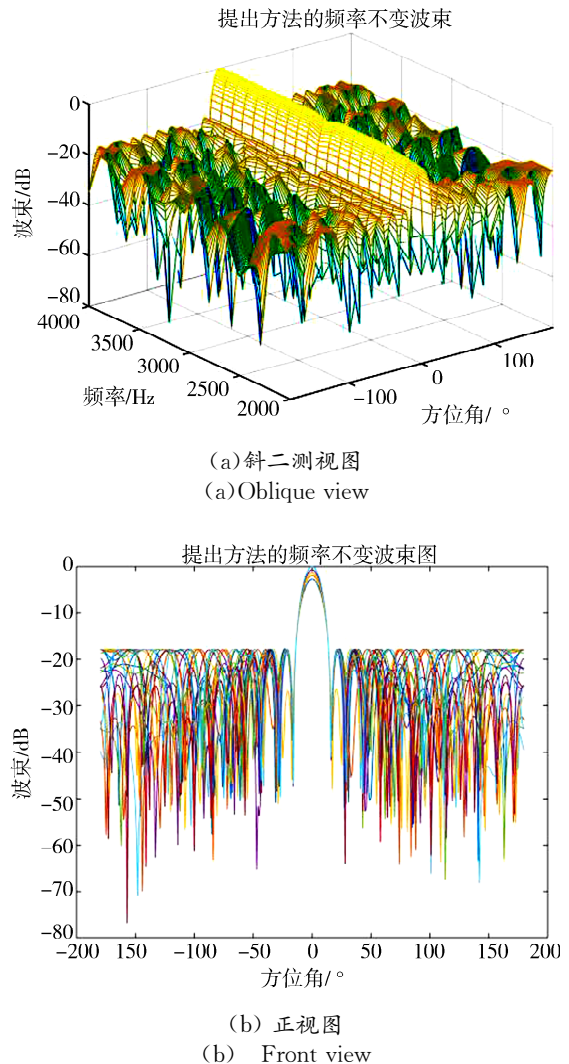 提出方法的频率不变波束
0
-20
-40
-60
-80
波束/dB
4000
3500
3000
2500
2000
频率/Hz
-100
0
100
方位角/°
(a)斜二测视图
(a)Oblique view
提出方法的频率不变波束图
0
-10
-20
-30
-40
-50
-60
-70
-80
波束/dB
-200 150 -100 -50 0 50 100 150 200
方位角/°
(b) 正视图
(b) Front view